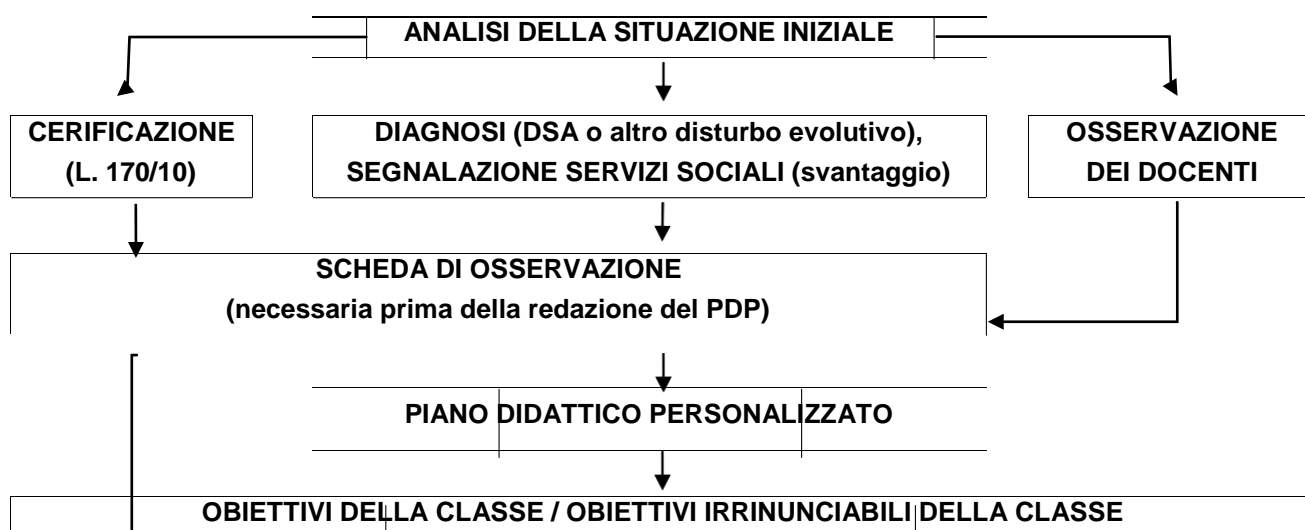 ANALISI DELLA SITUAZIONE INIZIALE
CERIFICAZIONE
(L. 170/10)
DIAGNOSI (DSA o altro disturbo evolutivo),
SEGNALAZIONE SERVIZI SOCIALI (svantaggio)
OSSERVAZIONE
DEI DOCENTI
SCHEDA DI OSSERVAZIONE
(necessaria prima della redazione del PDP)
PIANO DIDATTICO PERSONALIZZATO
OBIETTIVI DELLA CLASSE / OBIETTIVI IRRINUNCIABILI DELLA CLASSE